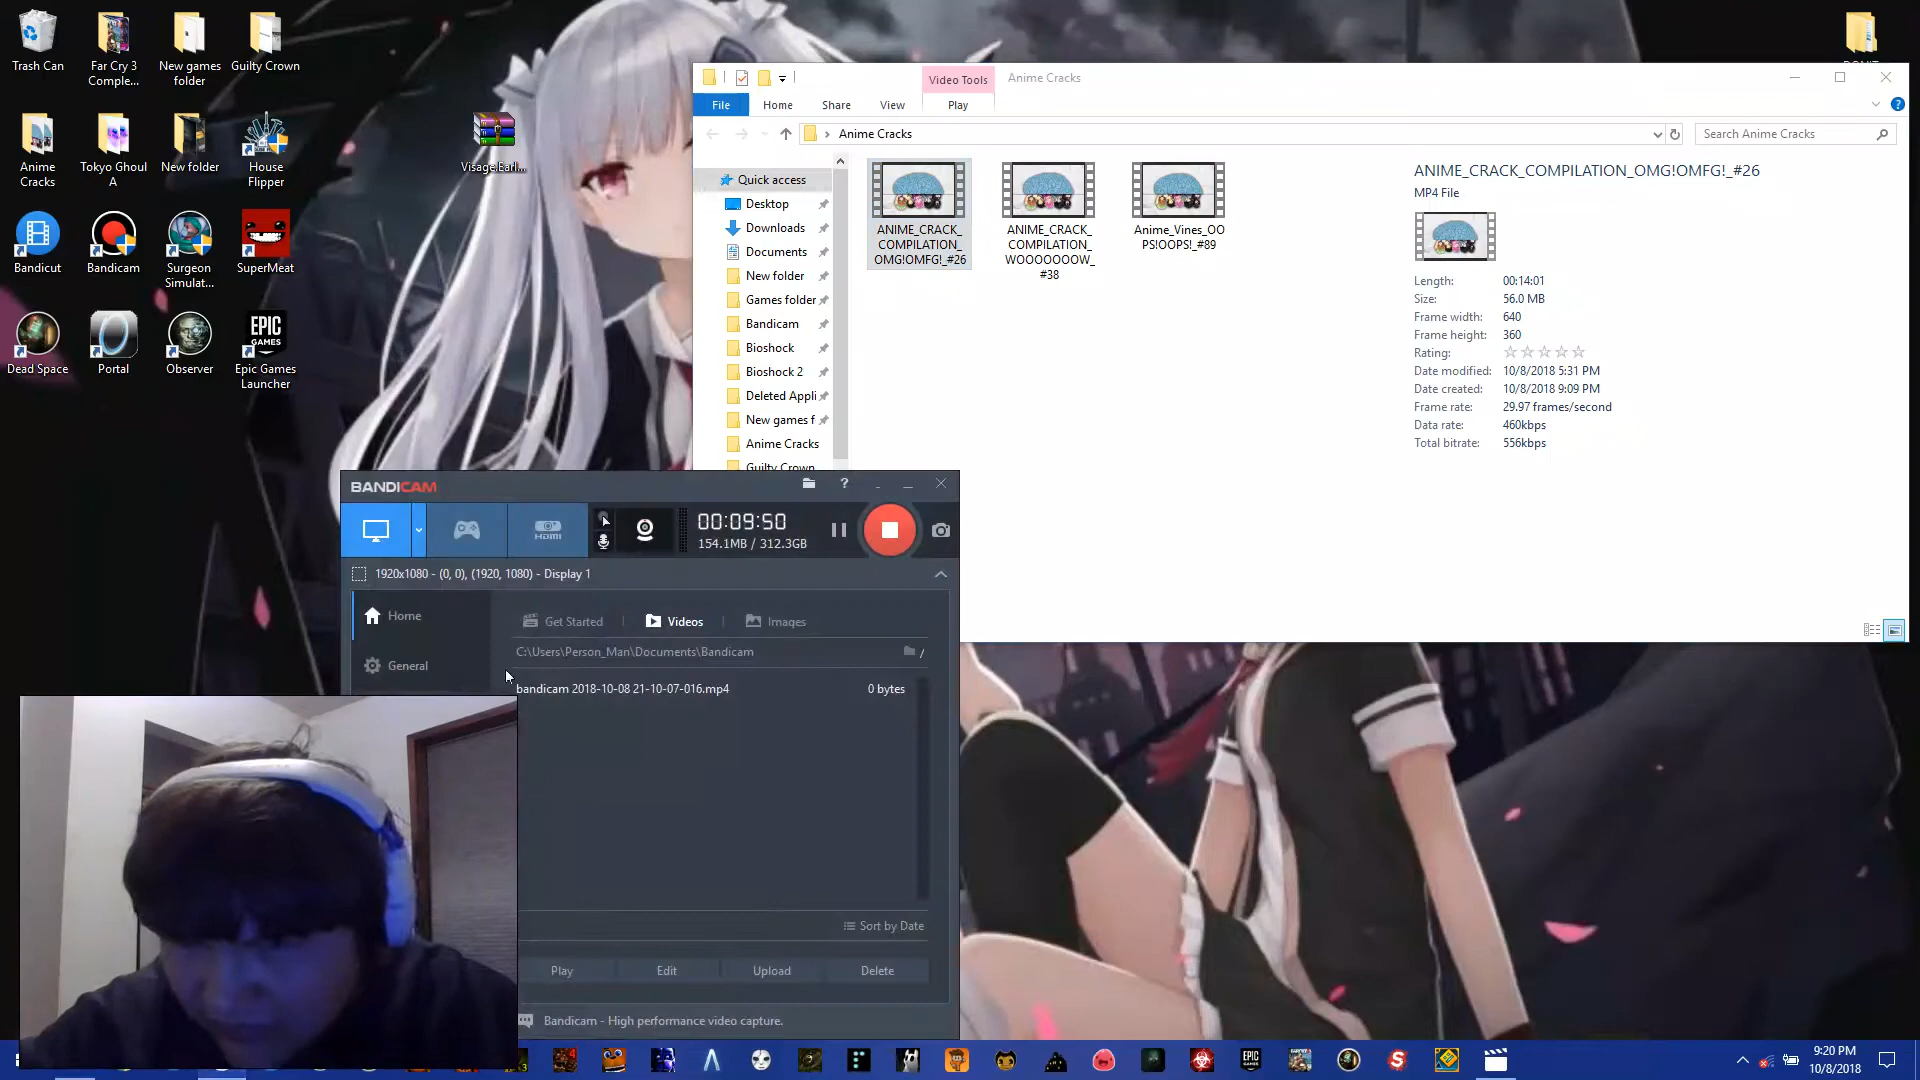 Trash Can
Far Cry 3
Comple...
New games
folder
Guilty Crown
Anime
Cracks
Tokyo Ghoul
A
New folder
House
Flipper
Bandicut
Bandicam
Surgeon
Simulat...
SuperMeat
Dead Space
Portal
Observer
EPIC
GAMES
Epic Games
Launcher
Visage.Earl...
Video Tools
Anime Cracks
File
Home
Share
View
Play
Anime Cracks
Search Anime Cracks
Quick access
Desktop
Downloads
Documents
New folder
Games folder
Bandicam
Bioshock
Bioshock 2
Deleted Appli
New games f
Anime Cracks
Guilty Crown
ANIME_CRACK_
COMPILATION_
OMG!OMFG!_#26
ANIME_CRACK_
COMPILATION_
WOOOOOOOW_
#38
Anime_Vines_OO
PS!OOPS!_#89
ANIME_CRACK_COMPILATION_OMG!OMFG!_#26
MP4 File
Length: 00:14:01
Size: 56.0 MB
Frame width: 640
Frame height: 360
Rating:
Date modified: 10/8/2018 5:31 PM
Date created: 10/8/2018 9:09 PM
Frame rate: 29.97 frames/second
Data rate: 460kbps
Total bitrate: 556kbps
BANDICAM
HDMI
00:09:50
154.1MB / 312.3GB
1920x1080 - (0, 0), (1920, 1080) - Display 1
Home
General
Get Started
Videos
Images
C:\Users\Person_Man\Documents\Bandicam
bandicam 2018-10-08 21-10-07-016.mp4
0 bytes
Sort by Date
Play
Edit
Upload
Delete
Bandicam - High performance video capture.
EPIC
9:20 PM
10/8/2018